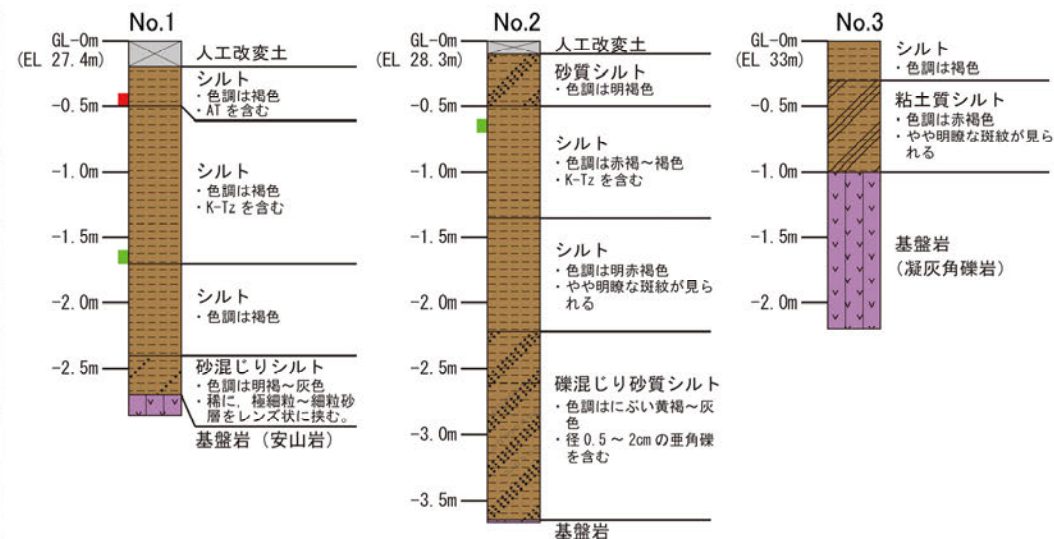 No.1
GL-0m
(EL 27.4m)
-0.5m
-1.0m
-1.5m
-2.0m
-2.5m
人工改変土
シルト
・色調は褐色
・ATを含む
シルト
・色調は褐色
・K-Tzを含む
シルト
・色調は褐色
砂混じりシルト
・色調は明褐～灰色
・稀に，極細粒～細粒砂
層をレンズ状に挟む。
基盤岩（安山岩）
No.2
GL-0m
(EL 28.3m)
-0.5m
-1.0m
-1.5m
-2.0m
-2.5m
-3.0m
-3.5m
人工改変土
砂質シルト
・色調は明褐色
シルト
・色調は赤褐～褐色
・K-Tzを含む
シルト
・色調は明赤褐色
・やや明瞭な斑紋が見ら
れる
礫混じり砂質シルト
・色調はにぶい黄褐～灰
色
・径0.5～2cmの亜角礫
を含む
基盤岩
No.3
GL-0m
(EL 33m)
-0.5m
-1.0m
-1.5m
-2.0m
シルト
・色調は褐色
粘土質シルト
・色調は赤褐色
・やや明瞭な斑紋が見ら
れる
基盤岩
（凝灰角礫岩）